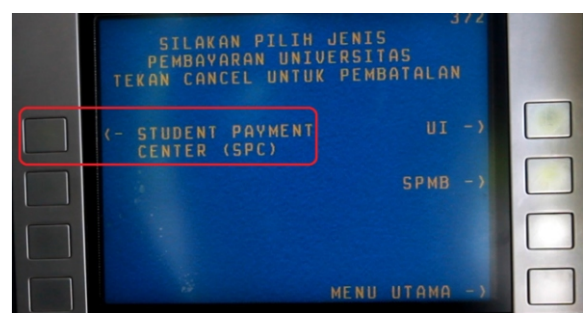 372
SILAKAN PILIH JENIS
PEMBAYARAN UNIVERSITAS
TEKAN CANCEL UNTUK PEMBATALAN
<- STUDENT PAYMENT CENTER (SPC)
UI ->
SPMB ->
MENU UTAMA ->